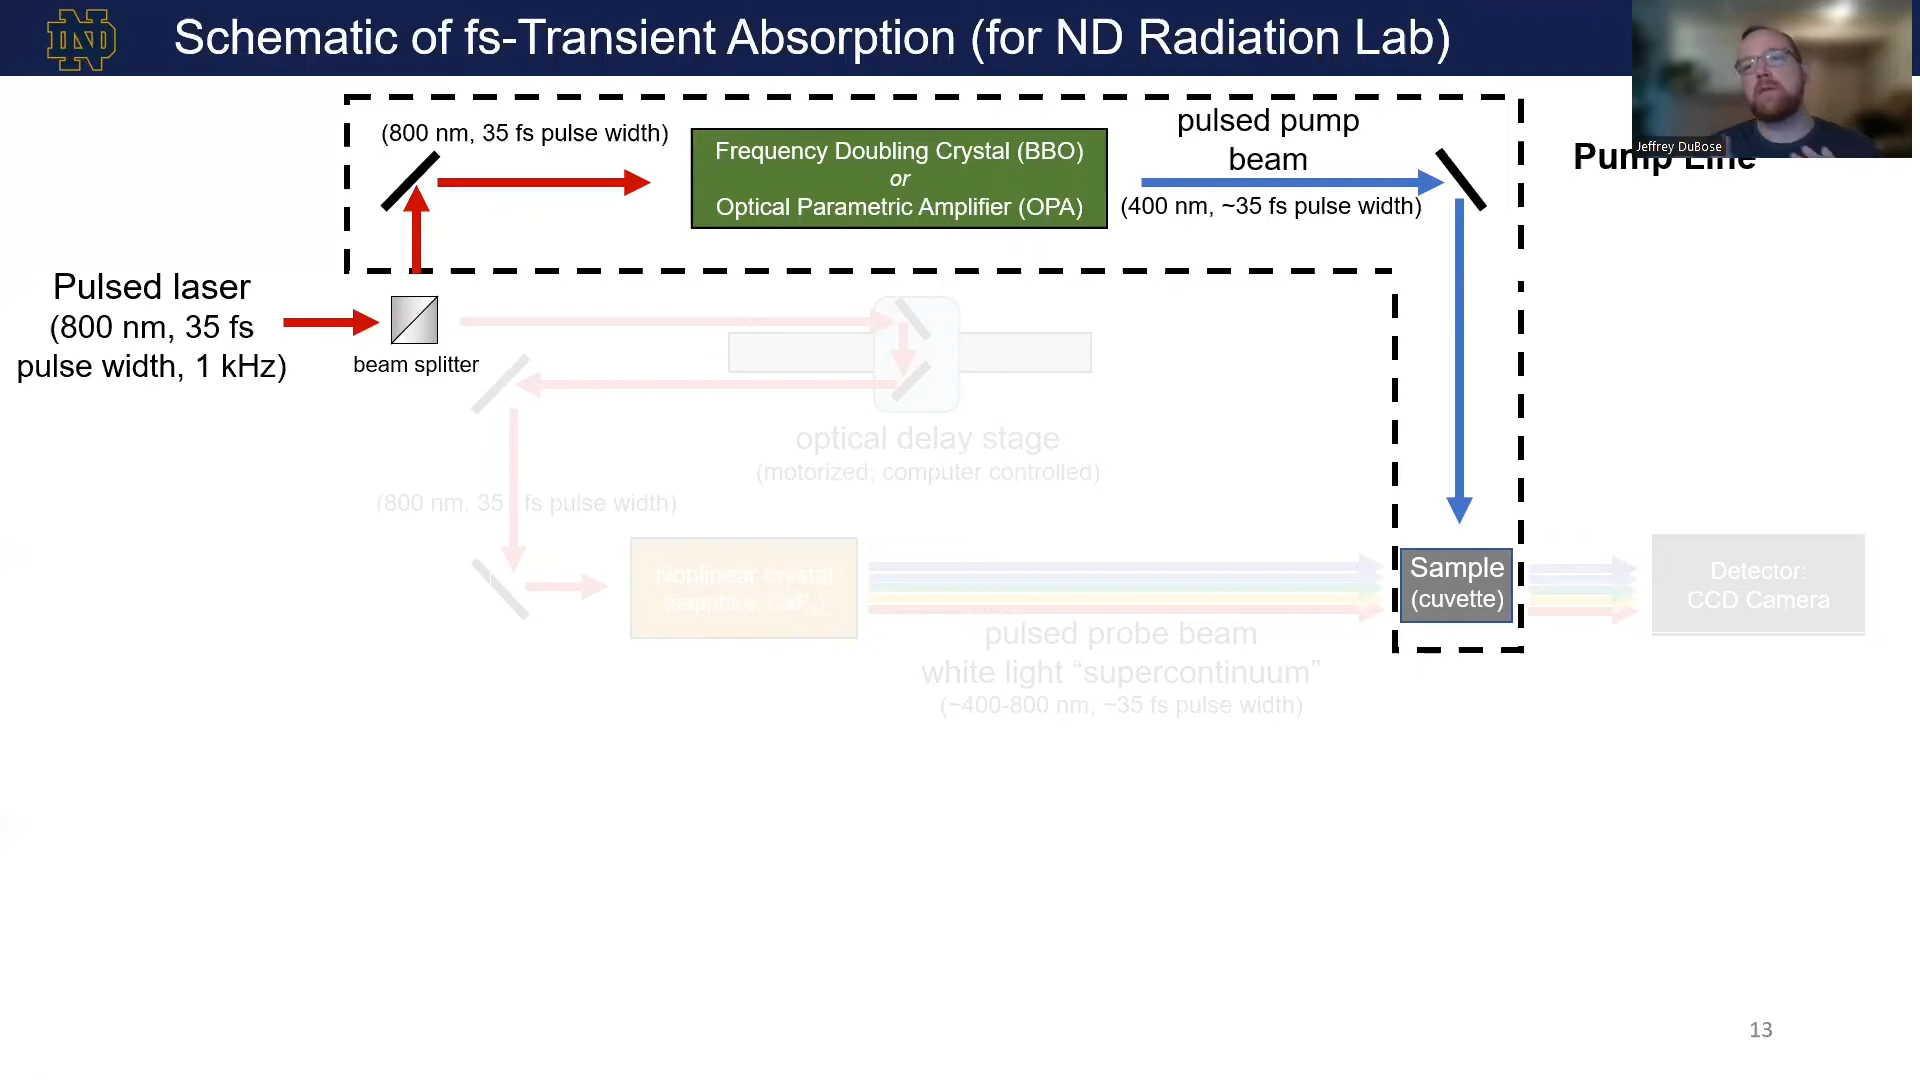 Schematic of fs-Transient Absorption (for ND Radiation Lab)
Jeffrey DuBose
Pump Line
(800 nm, 35 fs pulse width)
Frequency Doubling Crystal (BBO)
or
Optical Parametric Amplifier (OPA)
pulsed pump
beam
(400 nm, ~35 fs pulse width)
Pulsed laser
(800 nm, 35 fs
pulse width, 1 kHz)
beam splitter
optical delay stage
(motorized; computer controlled)
(800 nm, 35 fs pulse width)
Nonlinear crystal
(sapphire, CaF₂)
pulsed probe beam
white light “supercontinuum”
(~400-800 nm, ~35 fs pulse width)
Sample
(cuvette)
Detector:
CCD Camera
13